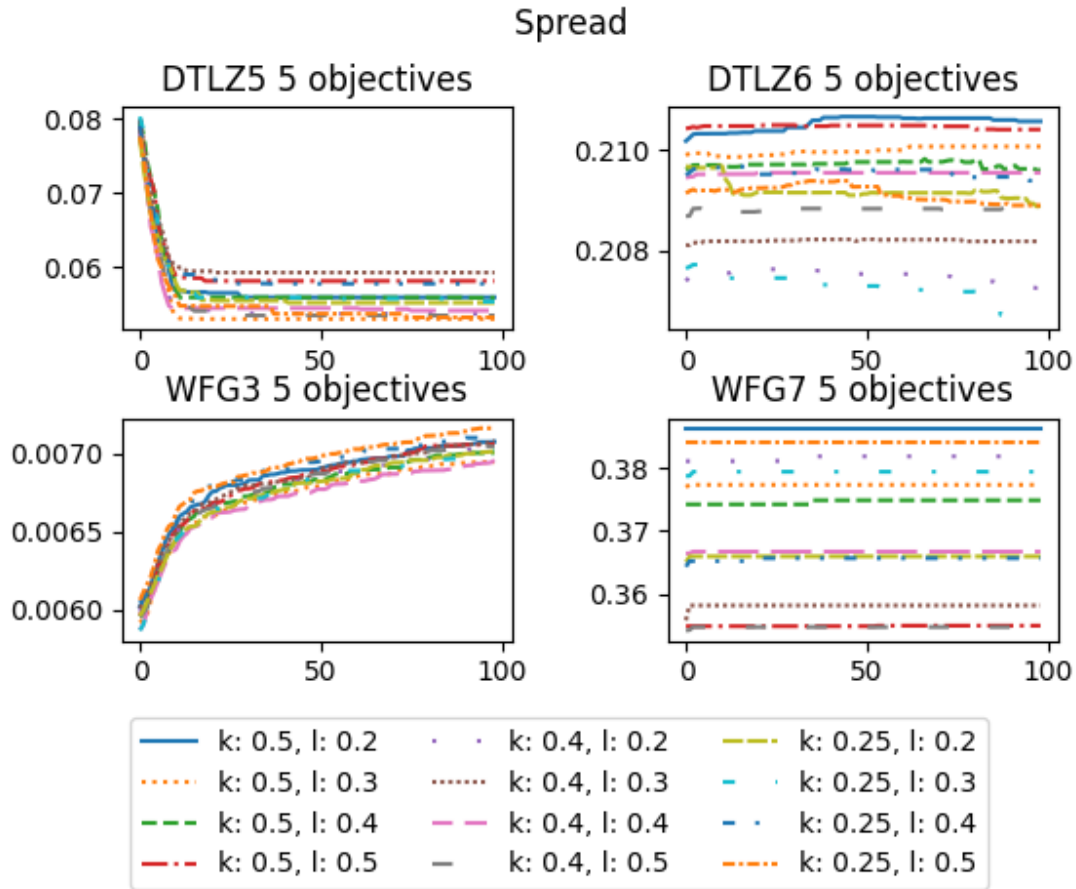 Spread
DTLZ5 5 objectives
0.08
0.07
0.06
0
50
100
DTLZ6 5 objectives
0.210
0.208
0
50
100
WFG3 5 objectives
0.0070
0.0065
0.0060
0
50
100
WFG7 5 objectives
0.38
0.37
0.36
0
50
100
k: 0.5, l: 0.2
k: 0.5, l: 0.3
k: 0.5, l: 0.4
k: 0.5, l: 0.5
k: 0.4, l: 0.2
k: 0.4, l: 0.3
k: 0.4, l: 0.4
k: 0.4, l: 0.5
k: 0.25, l: 0.2
k: 0.25, l: 0.3
k: 0.25, l: 0.4
k: 0.25, l: 0.5